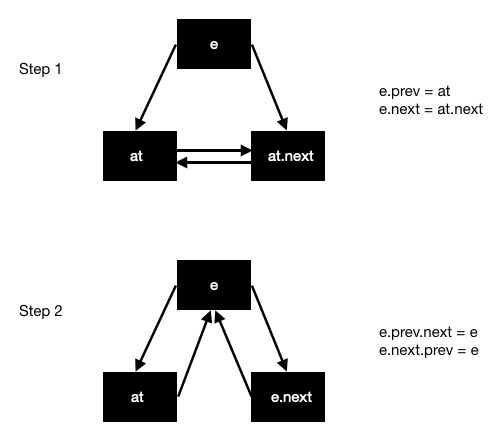 e
Step 1
e.prev = at
e.next = at.next
at
at.next
e
Step 2
e.prev.next = e
e.next.prev = e
at
e.next